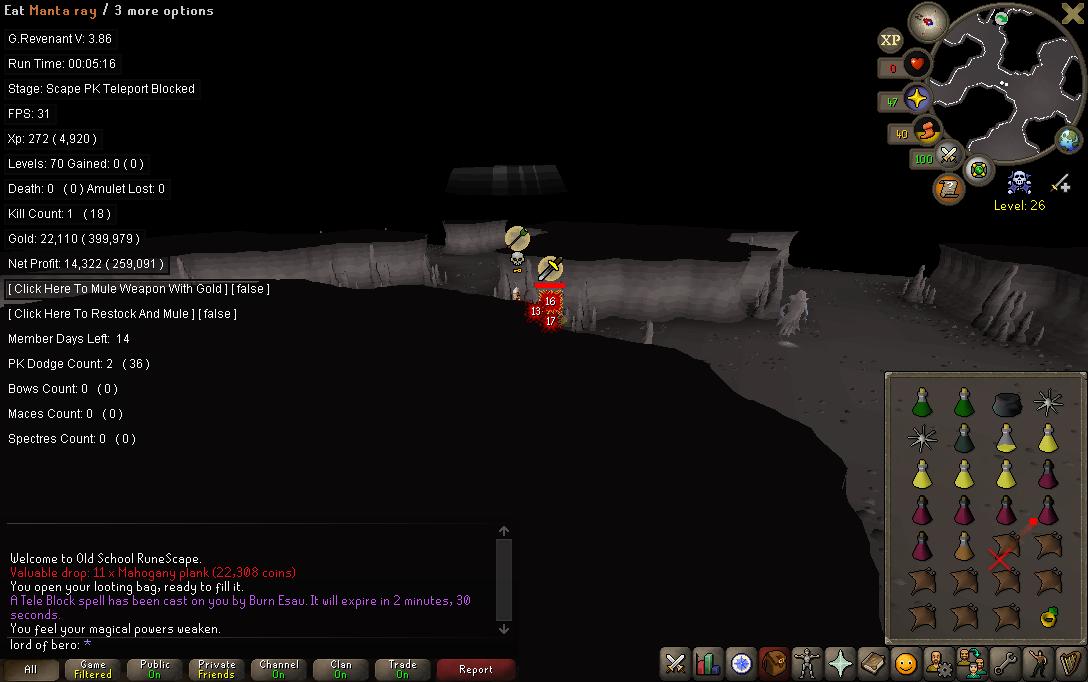 Eat Manta ray / 3 more options
G.Revenant V: 3.86
Run Time: 00:05:16
Stage: Scape PK Teleport Blocked
FPS: 31
Xp: 272 ( 4,920 )
Levels: 70 Gained: 0 ( 0 )
Death: 0 ( 0 ) Amulet Lost: 0
Kill Count: 1 ( 18 )
Gold: 22,110 ( 399,979 )
Net Profit: 14,322 ( 259,091 )
[ Click Here To Mule Weapon With Gold ] [ false ]
[ Click Here To Restock And Mule ] [ false ]
Member Days Left: 14
PK Dodge Count: 2 ( 36 )
Bows Count: 0 ( 0 )
Maces Count: 0 ( 0 )
Spectres Count: 0 ( 0 )
XP
0
47
40
100
Level: 26
16
13
17
Welcome to Old School RuneScape.
Valuable drop: 11 x Mahogany plank (22,308 coins)
You open your looting bag, ready to fill it.
A Tele Block spell has been cast on you by Burn Esau. It will expire in 2 minutes, 30
seconds.
You feel your magical powers weaken.
lord of bero: *
All
Game
Filtered
Public
On
Private
Friends
Channel
On
Clan
On
Trade
On
Report